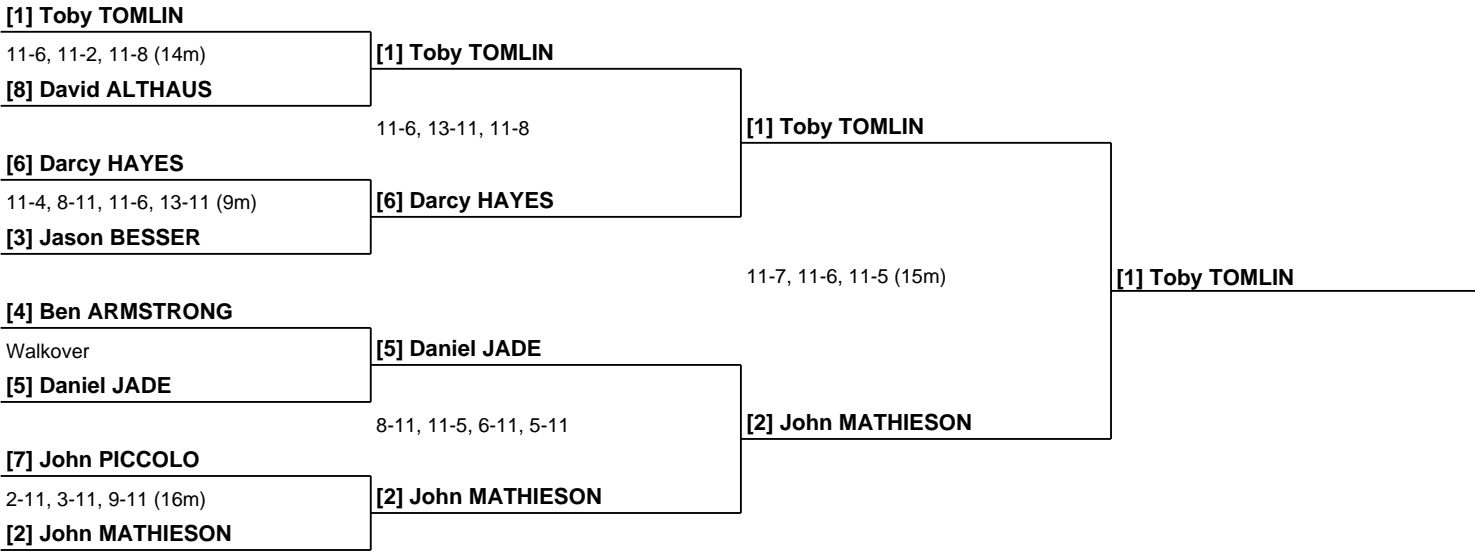 [1] Toby TOMLIN
11-6, 11-2, 11-8 (14m)
[1] Toby TOMLIN
[8] David ALTHAUS
11-6, 13-11, 11-8
[1] Toby TOMLIN
[6] Darcy HAYES
11-4, 8-11, 11-6, 13-11 (9m)
[6] Darcy HAYES
[3] Jason BESSER
11-7, 11-6, 11-5 (15m)
[1] Toby TOMLIN
[4] Ben ARMSTRONG
Walkover
[5] Daniel JADE
[5] Daniel JADE
8-11, 11-5, 6-11, 5-11
[2] John MATHIESON
[7] John PICCOLO
2-11, 3-11, 9-11 (16m)
[2] John MATHIESON
[2] John MATHIESON